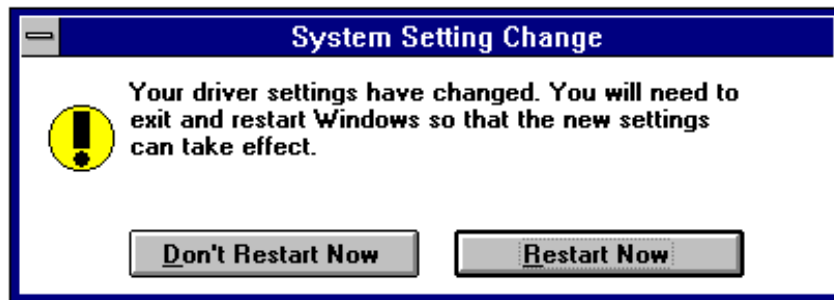 System Setting Change
Your driver settings have changed. You will need to
exit and restart Windows so that the new settings
can take effect.
Don't Restart Now
Restart Now